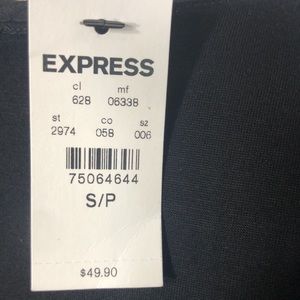 EXPRESS
cl mf
628 06338
st co sz
2974 058 006
75064644
S/P
$49.90